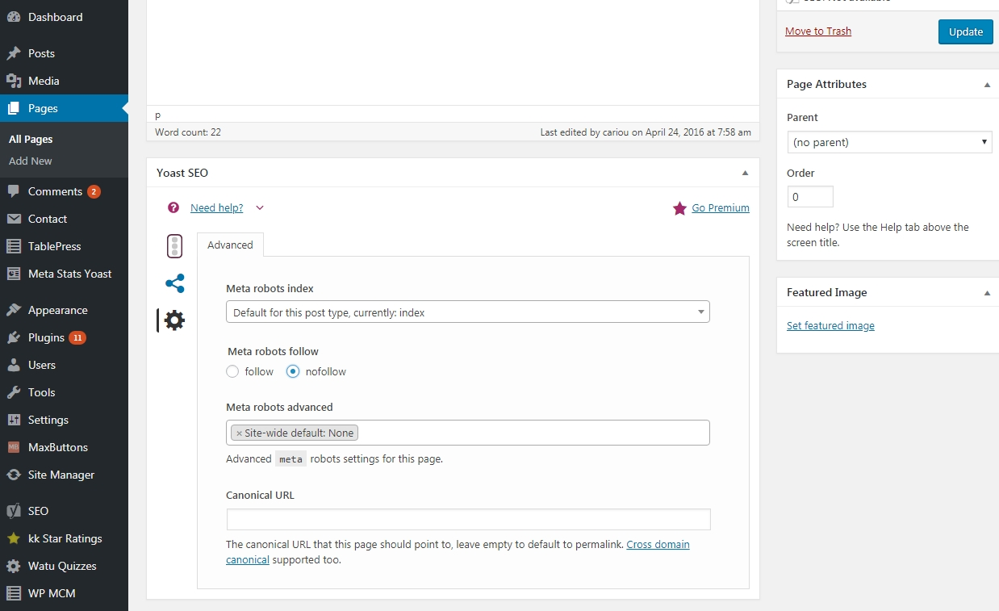 Dashboard
Posts
Media
Pages
All Pages
Add New
Comments 2
Contact
TablePress
Meta Stats Yoast
Appearance
Plugins 11
Users
Tools
Settings
MB MaxButtons
Site Manager
SEO
kk Star Ratings
Watu Quizzes
WP MCM
p
Word count: 22
Last edited by cariou on April 24, 2016 at 7:58 am
Yoast SEO
Need help?
Go Premium
Advanced
Meta robots index
Default for this post type, currently: index
Meta robots follow
follow nofollow
Meta robots advanced
× Site-wide default: None
Advanced meta robots settings for this page.
Canonical URL
The canonical URL that this page should point to, leave empty to default to permalink. Cross domain
canonical supported too.
Move to Trash
Update
Page Attributes
Parent
(no parent)
Order
0
Need help? Use the Help tab above the
screen title.
Featured Image
Set featured image